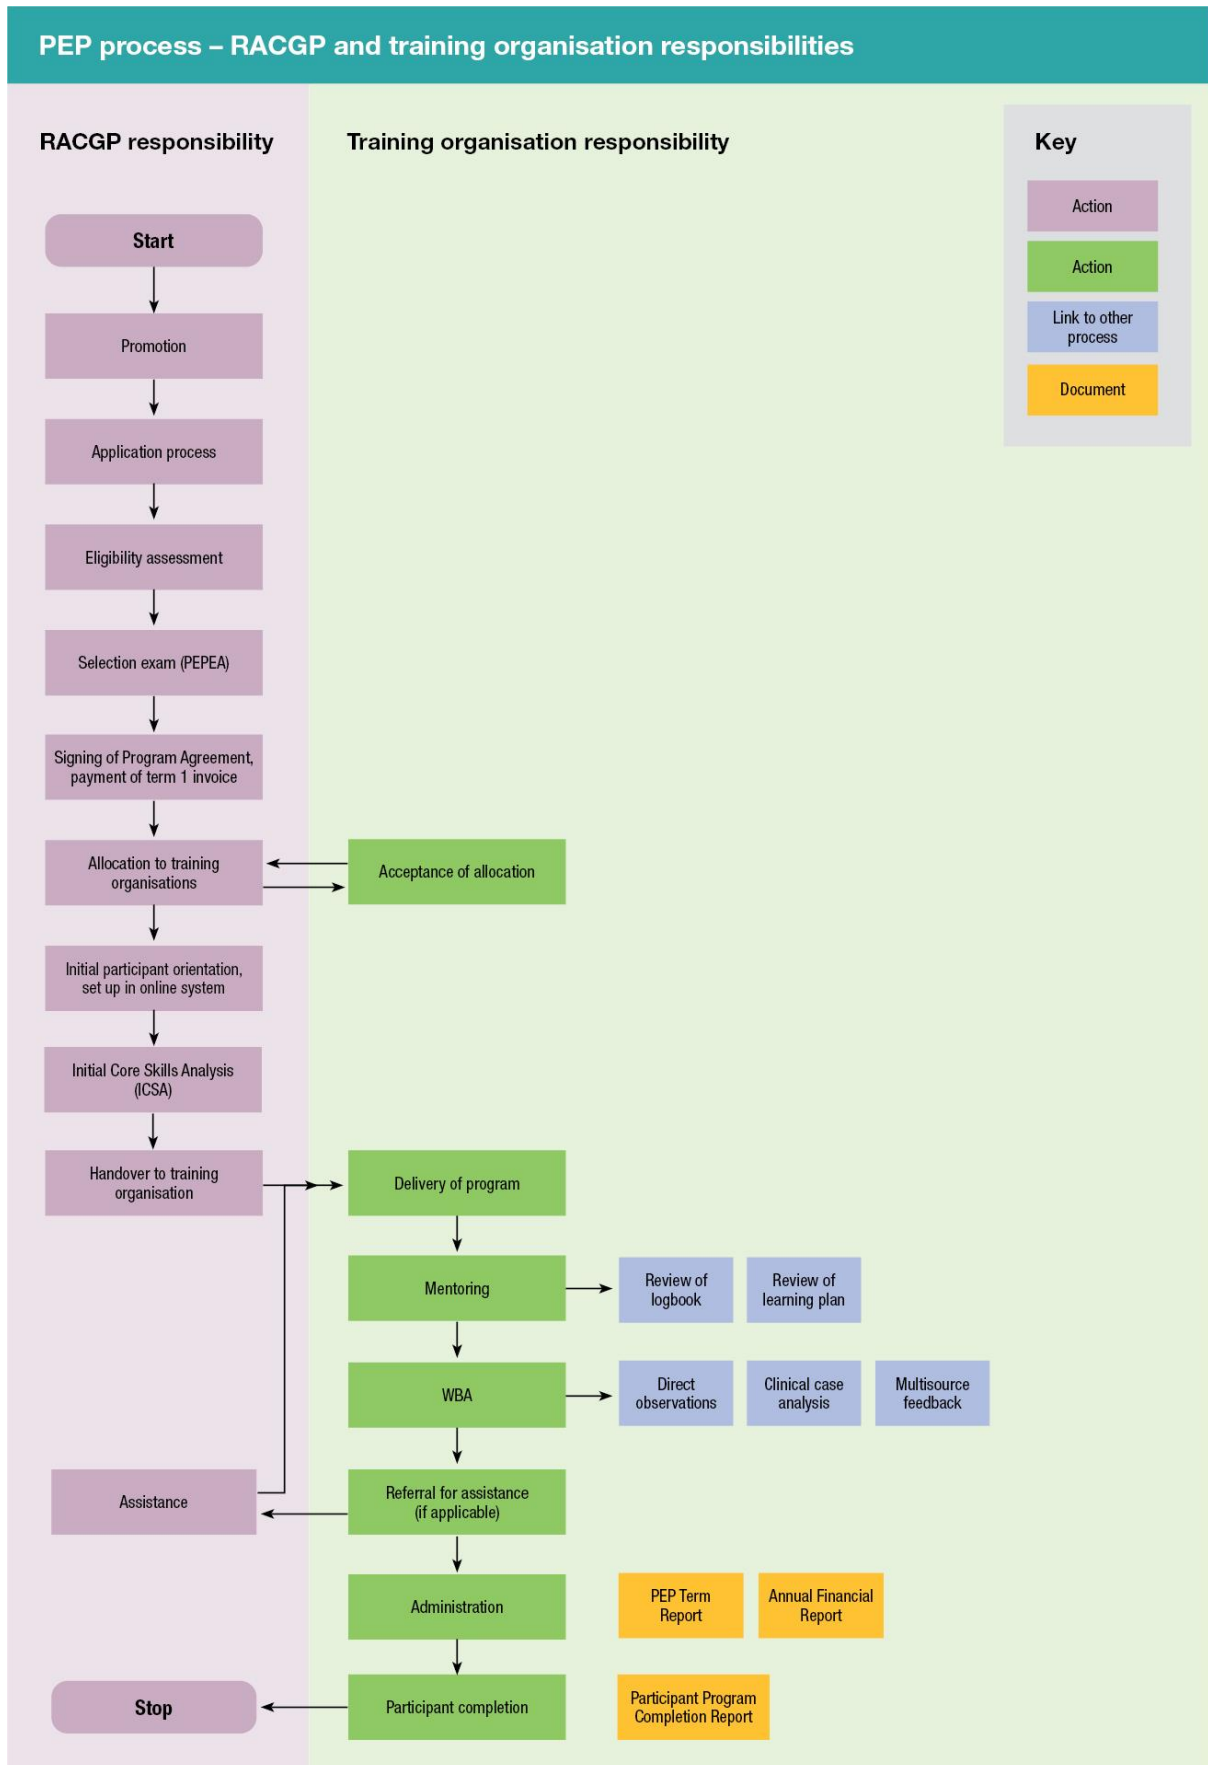 PEP process – RACGP and training organisation responsibilities
RACGP responsibility
Training organisation responsibility
Key
Action
Action
Link to other
process
Document
Start
Promotion
Application process
Eligibility assessment
Selection exam (PEPEA)
Signing of Program Agreement,
payment of term 1 invoice
Allocation to training
organisations
Acceptance of allocation
Initial participant orientation,
set up in online system
Initial Core Skills Analysis
(ICSA)
Handover to training
organisation
Delivery of program
Mentoring
Review of
logbook
Review of
learning plan
WBA
Direct
observations
Clinical case
analysis
Multisource
feedback
Assistance
Referral for assistance
(if applicable)
Administration
PEP Term
Report
Annual Financial
Report
Stop
Participant completion
Participant Program
Completion Report